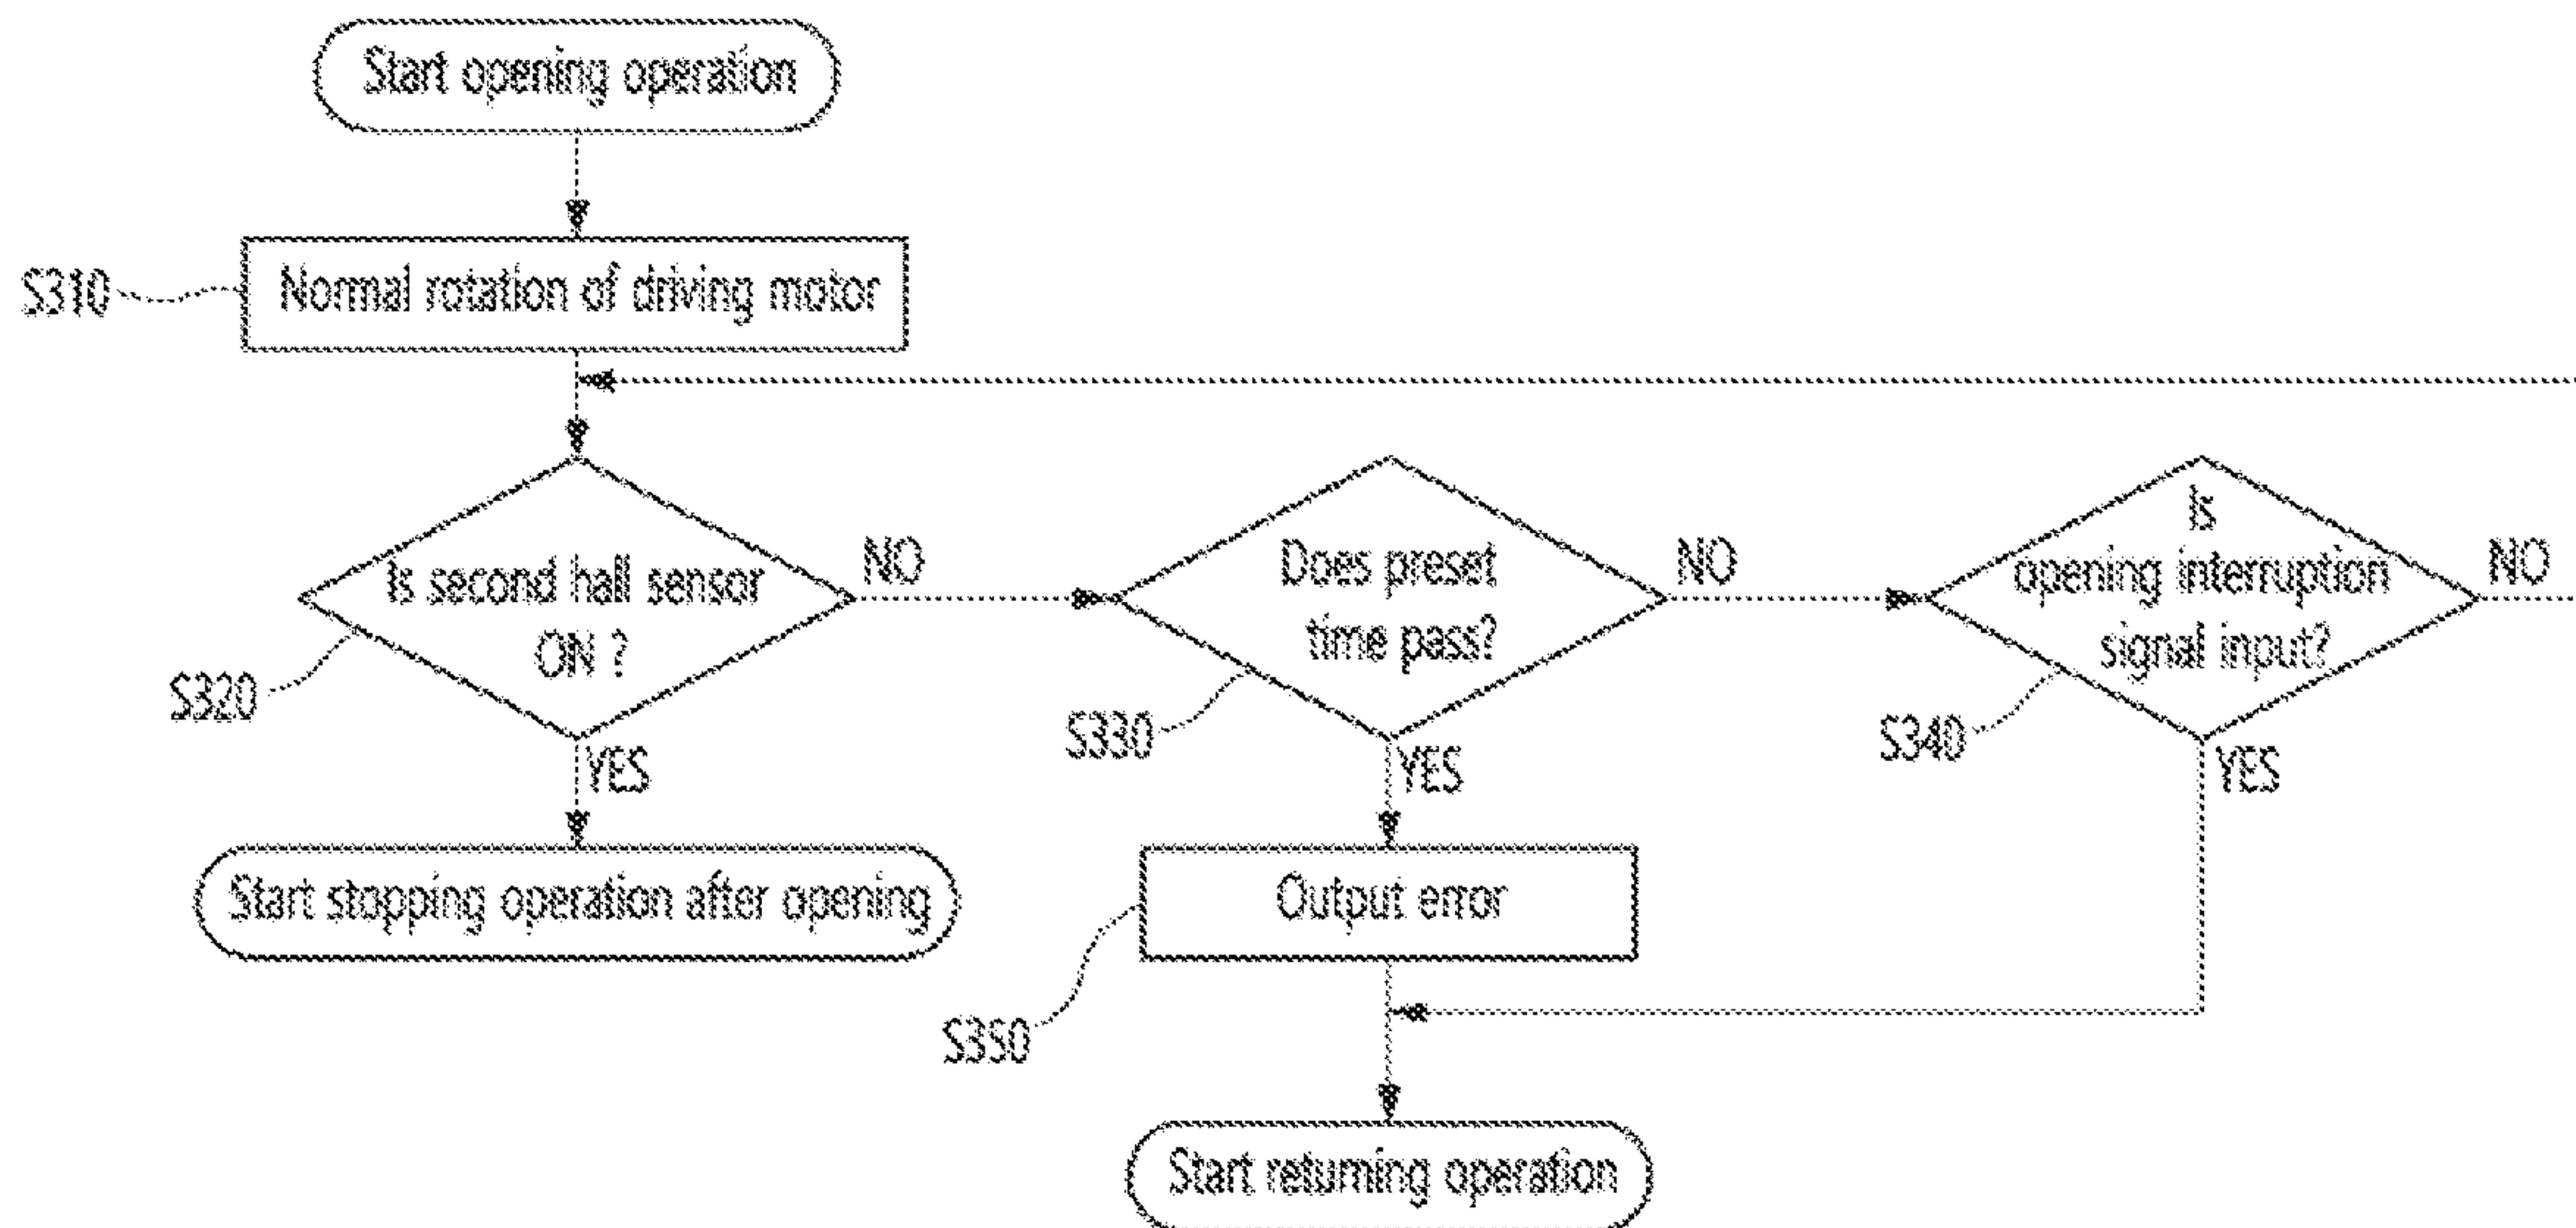 Start opening operation
S310
Normal rotation of driving motor
Is second hall sensor
ON ?
S320
NO
YES
Does preset
time pass?
S330
NO
YES
Is
opening interruption
signal input?
S340
NO
YES
Start stopping operation after opening
Output error
S350
Start returning operation